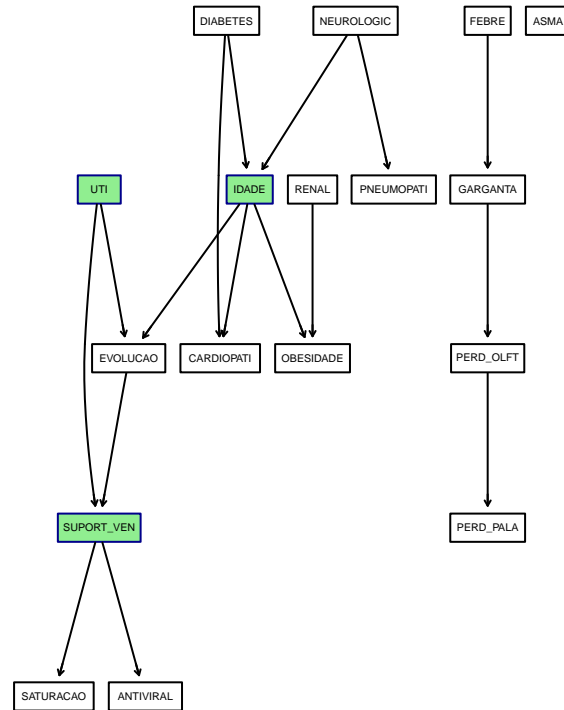 DIABETES
NEUROLOGIC
FEBRE
ASMA
UTI
IDADE
RENAL
PNEUMOPATI
GARGANTA
EVOLUCAO
CARDIOPATI
OBESIDADE
PERD_OLFT
SUPORT_VEN
PERD_PALA
SATURACAO
ANTIVIRAL